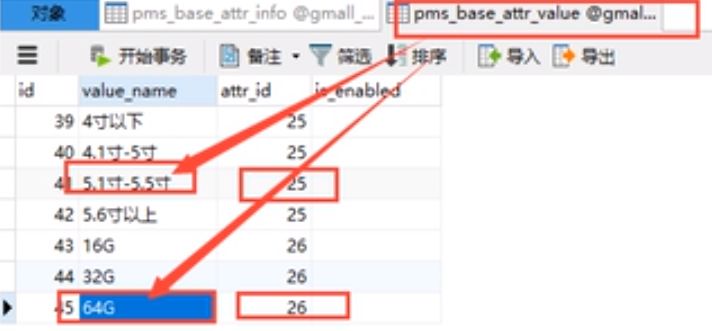 对象 pms_base_attr_info @gmall_... pms_base_attr_value @gmal...
开始事务 备注 筛选 排序 导入 导出
id value_name attr_id is_enabled
39 4寸以下 25
40 4.1寸-5寸 25
41 5.1寸-5.5寸 25
42 5.6寸以上 25
43 16G 26
44 32G 26
45 64G 26